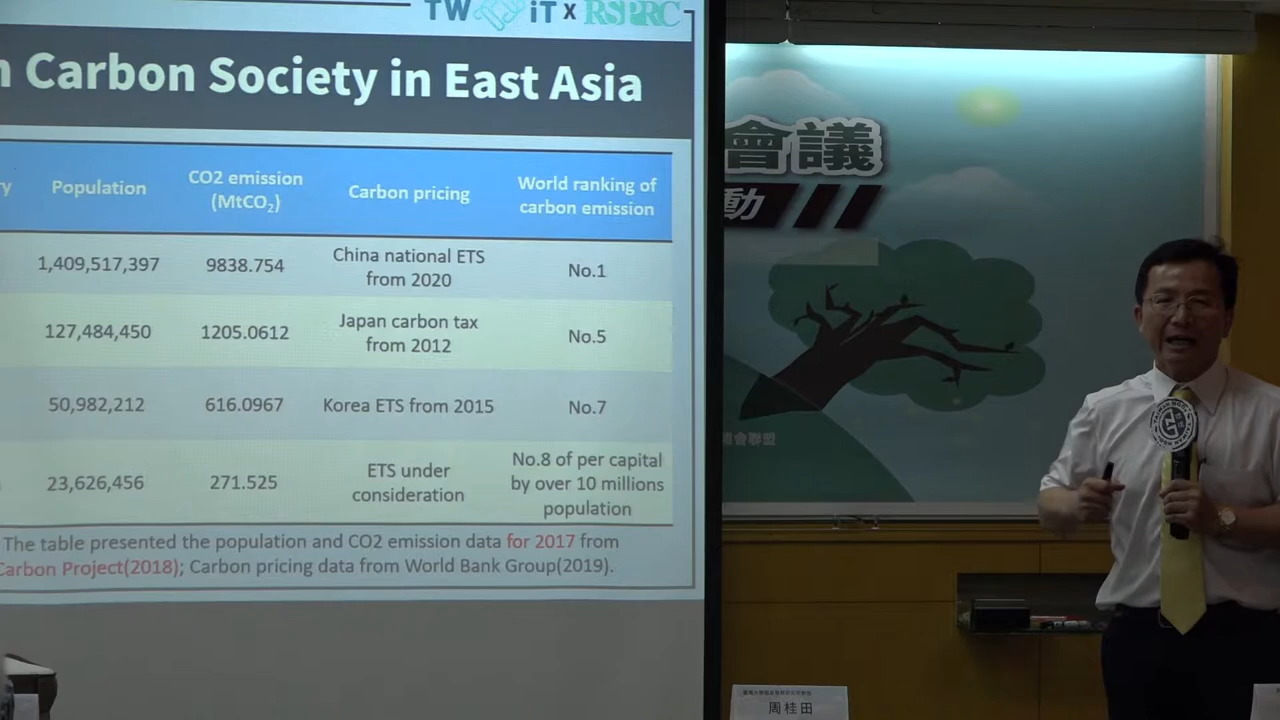 TW iT x RSPRC
n Carbon Society in East Asia
ry
Population
CO2 emission
(MtCO₂)
Carbon pricing
World ranking of
carbon emission
1,409,517,397
9838.754
China national ETS
from 2020
No.1
127,484,450
1205.0612
Japan carbon tax
from 2012
No.5
50,982,212
616.0967
Korea ETS from 2015
No.7
23,626,456
271.525
ETS under
consideration
No.8 of per capital
by over 10 millions
population
The table presented the population and CO2 emission data for 2017 from
Carbon Project(2018); Carbon pricing data from World Bank Group(2019).
會議
動
會聯盟
周桂田